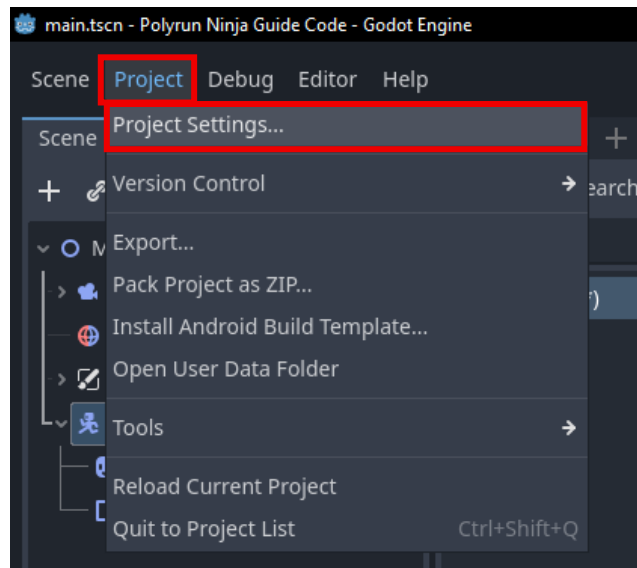 main.tscn - Polyrun Ninja Guide Code - Godot Engine
Scene Project Debug Editor Help
Project Settings...
Scene
Version Control
Export...
Pack Project as ZIP...
Install Android Build Template...
Open User Data Folder
Tools
Reload Current Project
Quit to Project List Ctrl+Shift+Q